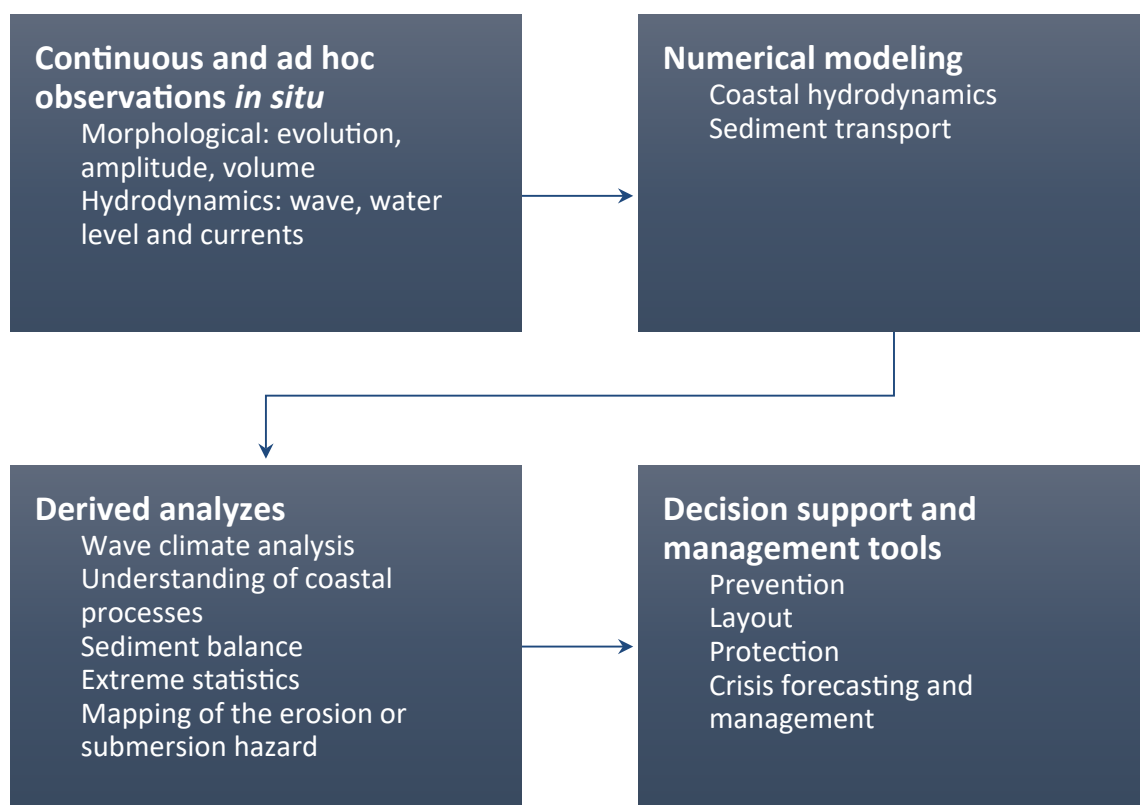 Continuous and ad hoc
observations in situ
Morphological: evolution,
amplitude, volume
Hydrodynamics: wave, water
level and currents
Numerical modeling
Coastal hydrodynamics
Sediment transport
Derived analyzes
Wave climate analysis
Understanding of coastal
processes
Sediment balance
Extreme statistics
Mapping of the erosion or
submersion hazard
Decision support and
management tools
Prevention
Layout
Protection
Crisis forecasting and
management